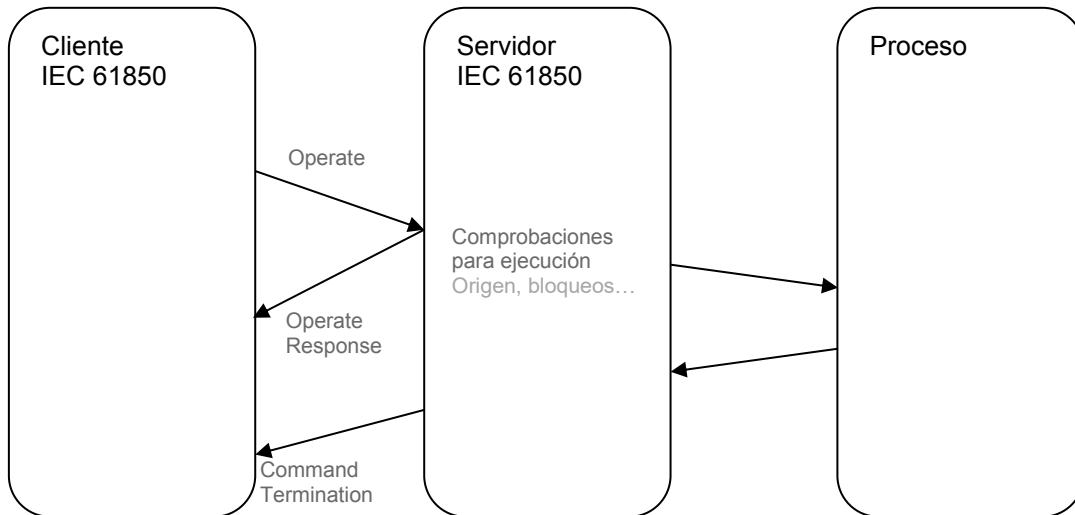 Cliente
IEC 61850
Servidor
IEC 61850
Proceso
Operate
Comprobaciones
para ejecución
Origen, bloqueos…
Operate
Response
Command
Termination